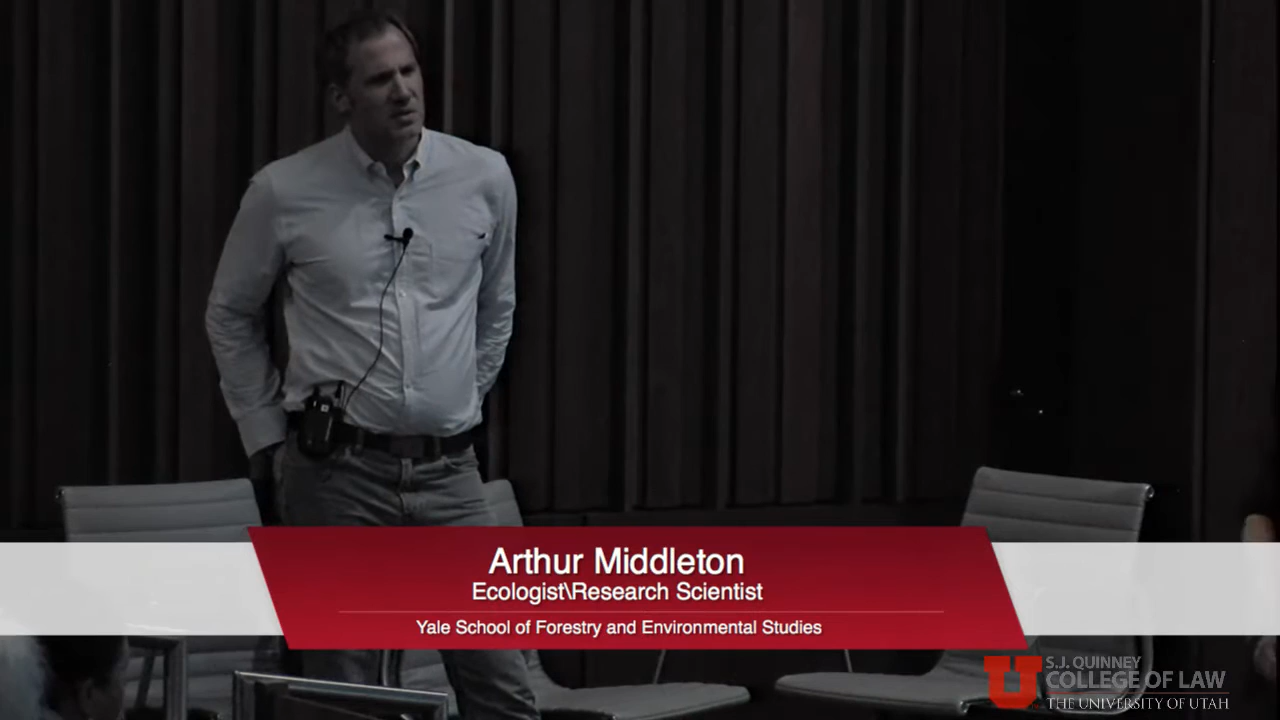 Arthur Middleton
Ecologist\Research Scientist
Yale School of Forestry and Environmental Studies
U
S.J. QUINNEY
COLLEGE OF LAW
THE UNIVERSITY OF UTAH